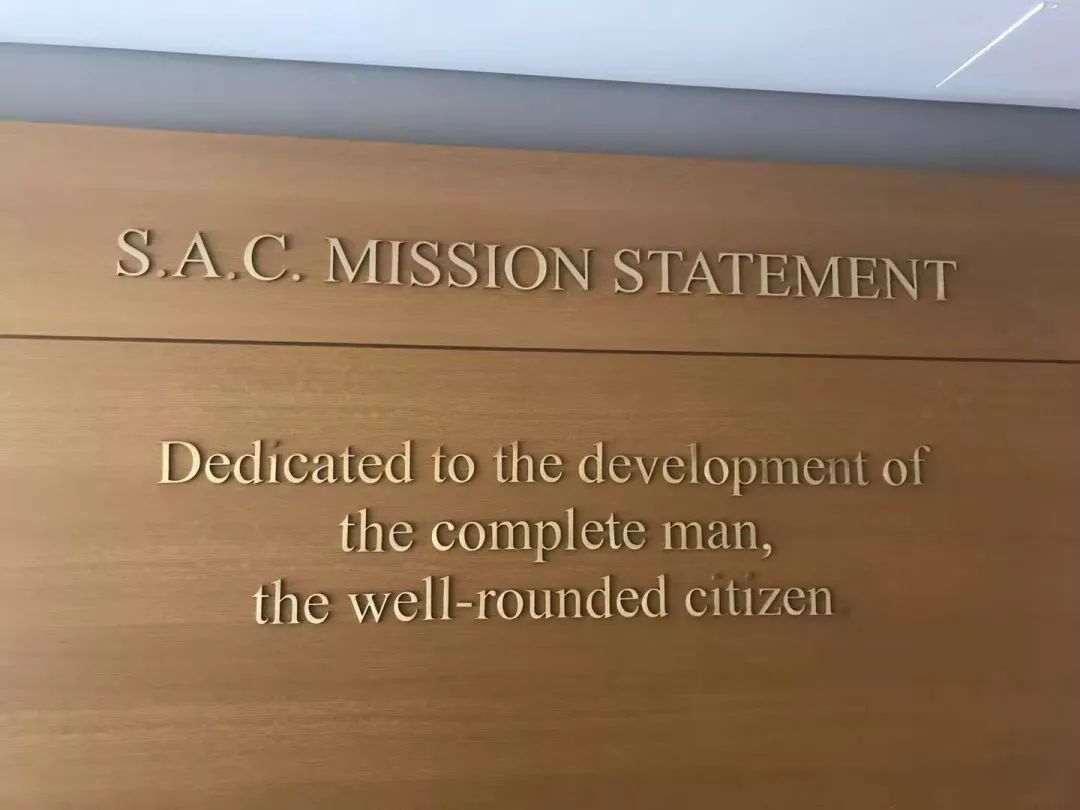 S.A.C. MISSION STATEMENT
Dedicated to the development of
the complete man,
the well-rounded citizen